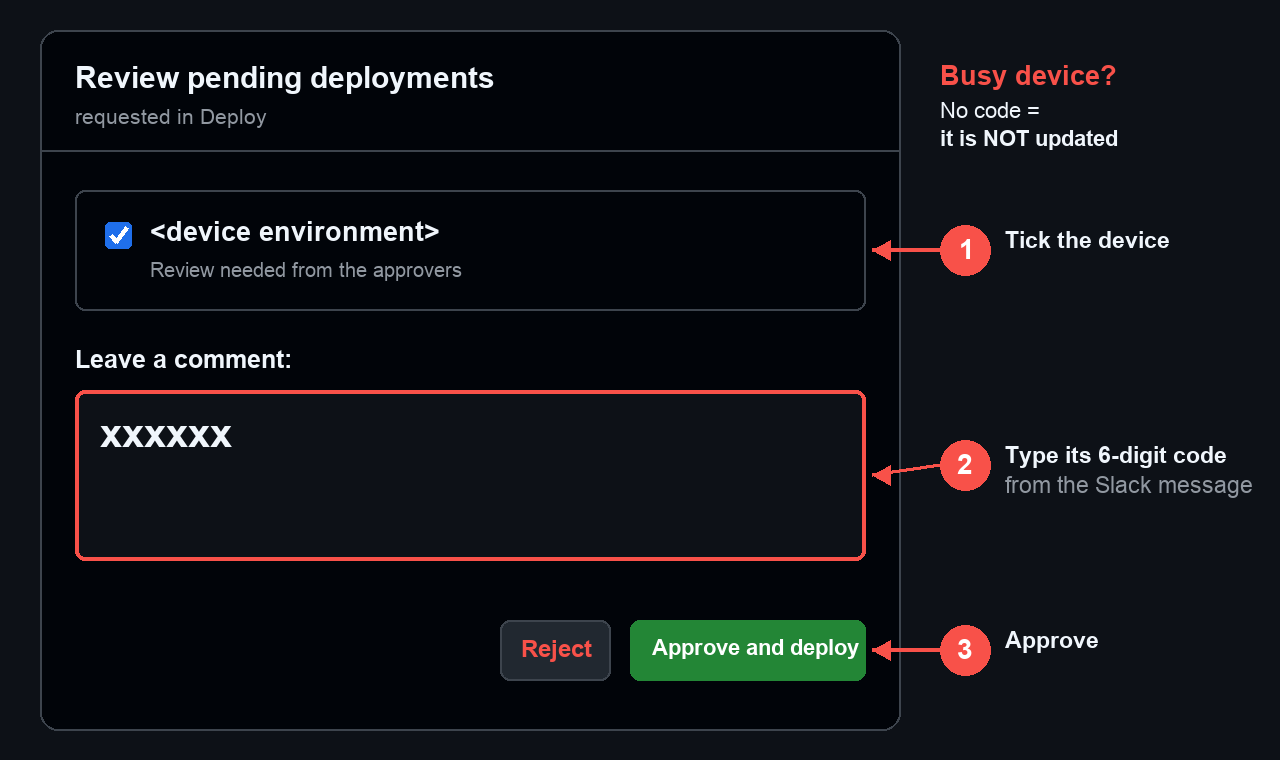 Review pending deployments
requested in Deploy
Busy device?
No code =
it is NOT updated
<device environment>
Review needed from the approvers
1
Tick the device
Leave a comment:
xxxxxx
2
Type its 6-digit code
from the Slack message
Reject
Approve and deploy
3
Approve